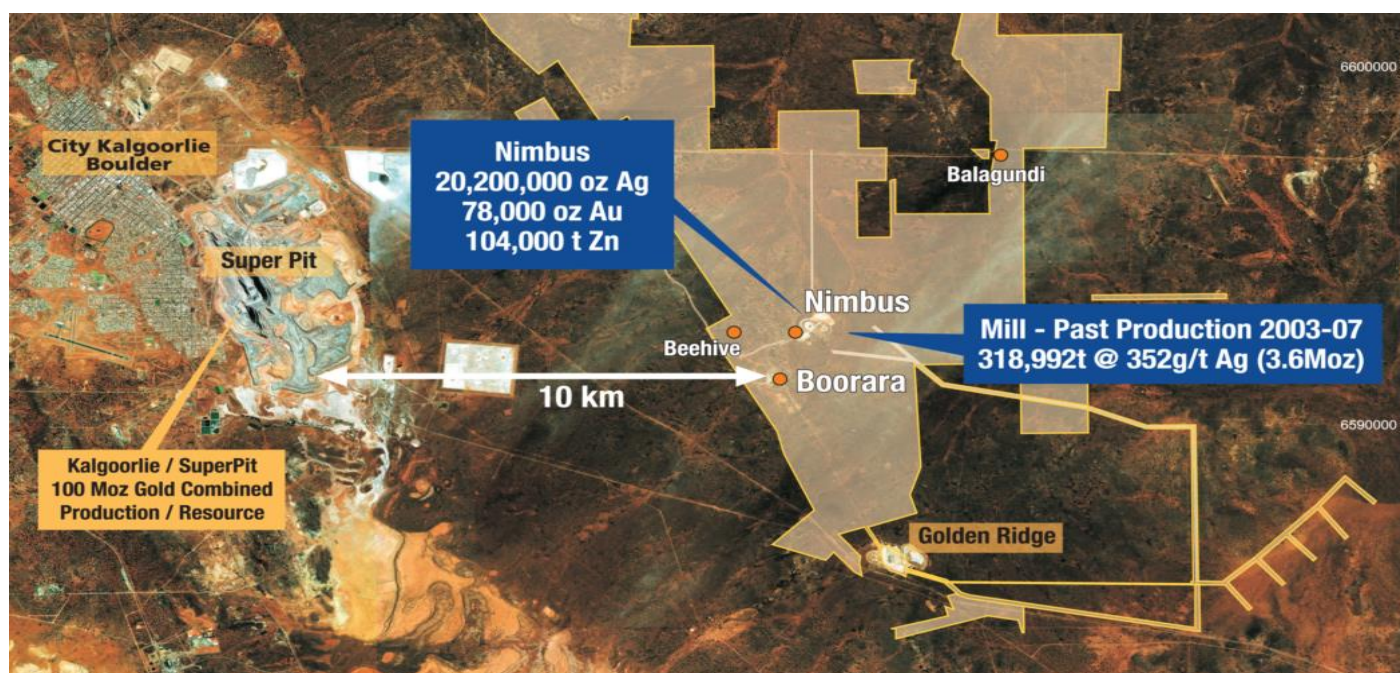 6600000
City Kalgoorlie
Boulder
Nimbus
20,200,000 oz Ag
78,000 oz Au
104,000 t Zn
Balagundi
Super Pit
Nimbus
Beehive
Mill - Past Production 2003-07
318,992t @ 352g/t Ag (3.6Moz)
Boorara
10 km
6590000
Kalgoorlie / SuperPit
100 Moz Gold Combined
Production / Resource
Golden Ridge